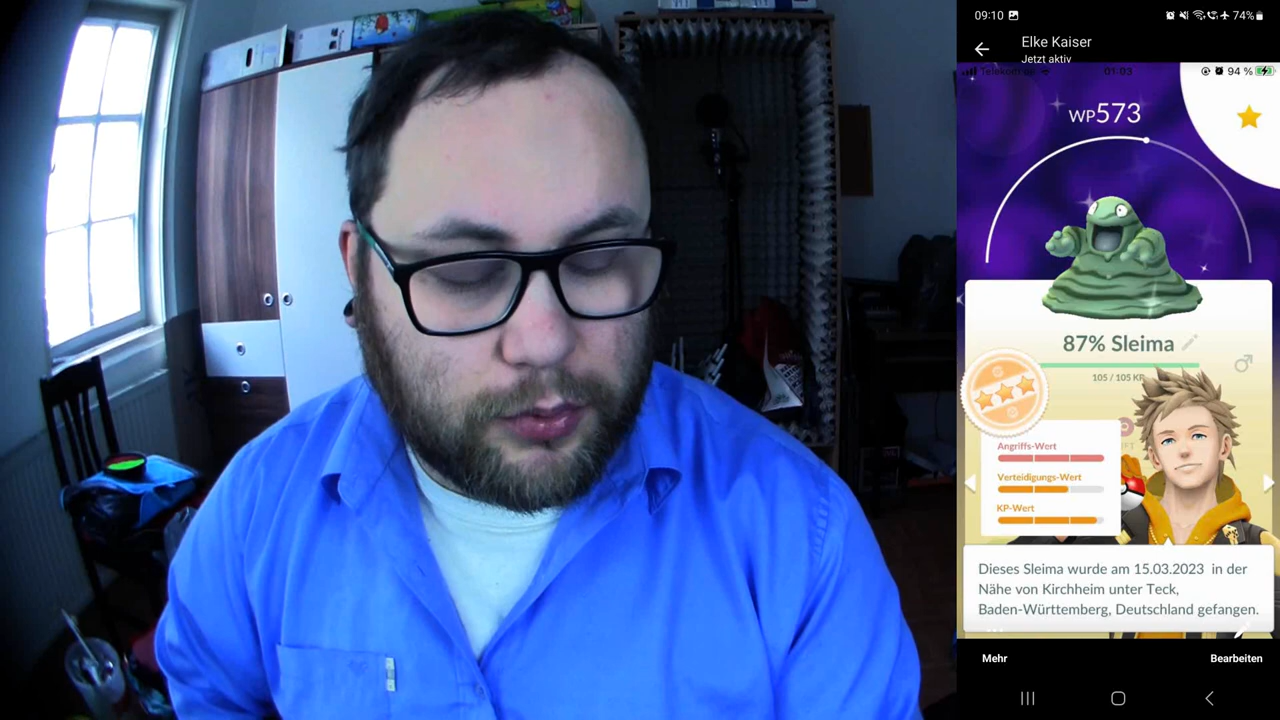 09:10
74%
Elke Kaiser
Jetzt aktiv
Telekom
01:03
94 %
WP573
87% Sleima
105 / 105 KP
Angriffs-Wert
Verteidigungs-Wert
KP-Wert
Dieses Sleima wurde am 15.03.2023 in der
Nähe von Kirchheim unter Teck,
Baden-Württemberg, Deutschland gefangen.
Mehr
Bearbeiten